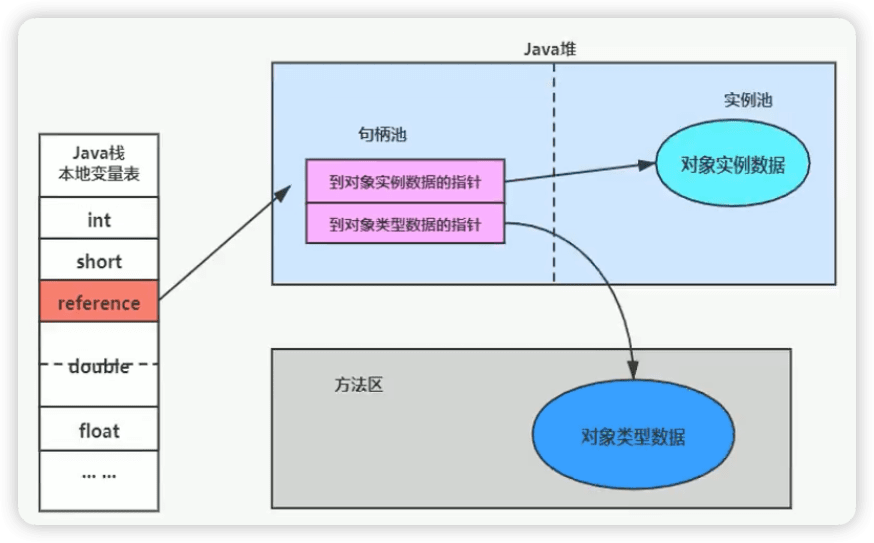 Java堆
Java栈
本地变量表
int
short
reference
double
float
... ...
句柄池
到对象实例数据的指针
到对象类型数据的指针
实例池
对象实例数据
方法区
对象类型数据